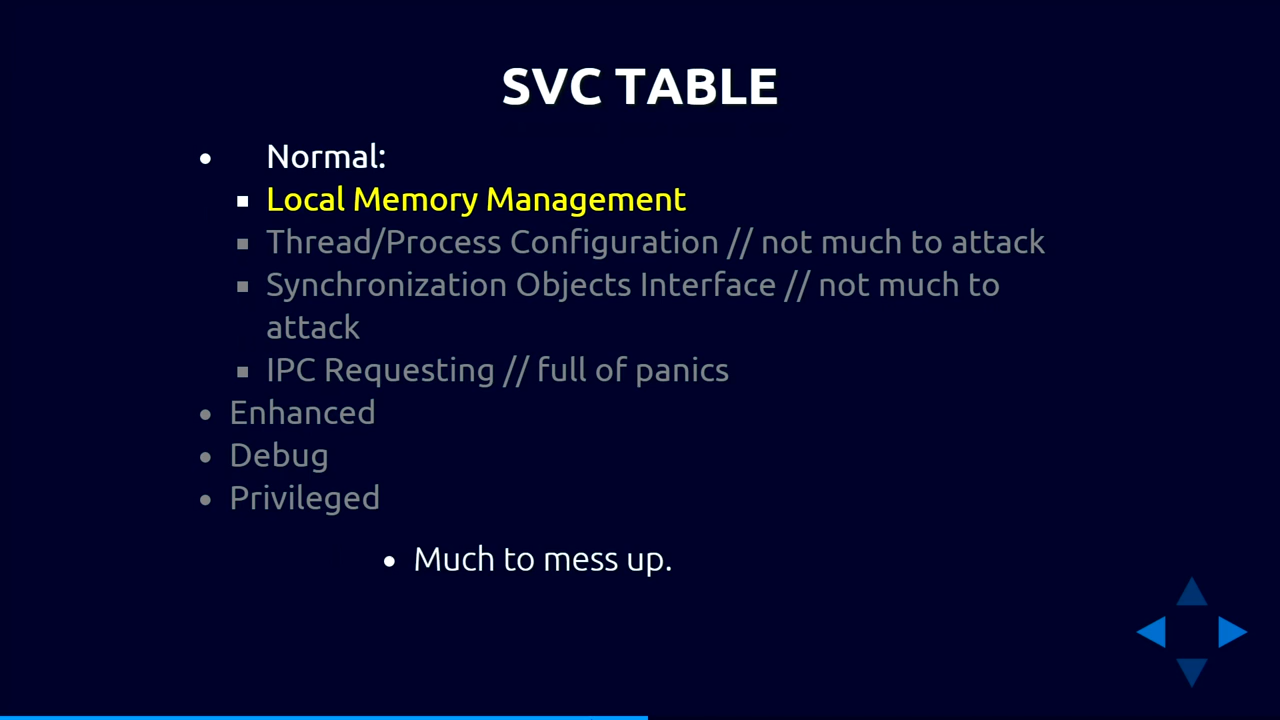 SVC TABLE
Normal:
Local Memory Management
Thread/Process Configuration // not much to attack
Synchronization Objects Interface // not much to
attack
IPC Requesting // full of panics
Enhanced
Debug
Privileged
Much to mess up.